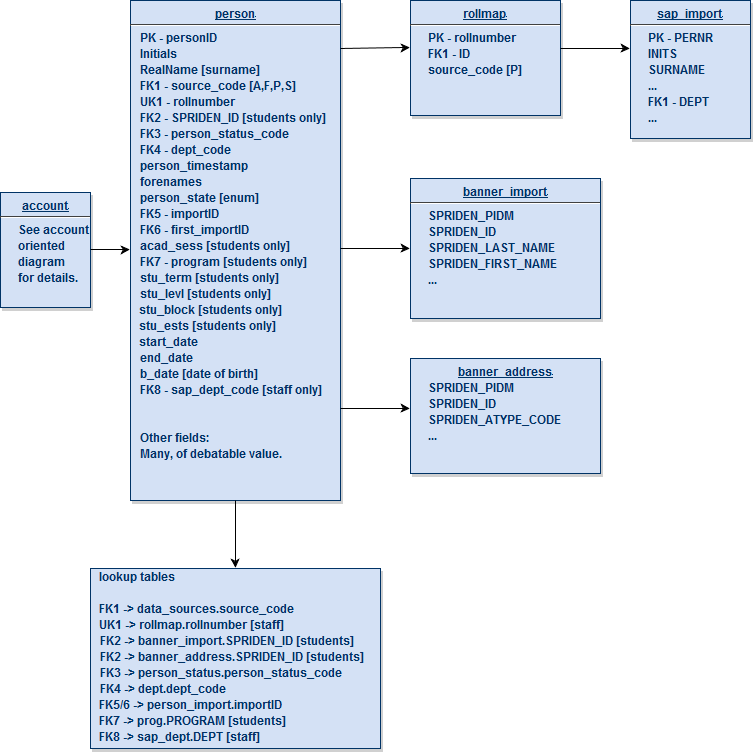 person
PK - personID
Initials
RealName [surname]
FK1 - source_code [A,F,P,S]
UK1 - rollnumber
FK2 - SPRIDEN_ID [students only]
FK3 - person_status_code
FK4 - dept_code
person_timestamp
forenames
person_state [enum]
FK5 - importID
FK6 - first_importID
acad_sess [students only]
FK7 - program [students only]
stu_term [students only]
stu_levl [students only]
stu_block [students only]
stu_ests [students only]
start_date
end_date
b_date [date of birth]
FK8 - sap_dept_code [staff only]
Other fields:
Many, of debatable value.
rollmap
PK - rollnumber
FK1 - ID
source_code [P]
sap_import
PK - PERNR
INITS
SURNAME
...
FK1 - DEPT
...
account
See account
oriented
diagram
for details.
banner_import
SPRIDEN_PIDM
SPRIDEN_ID
SPRIDEN_LAST_NAME
SPRIDEN_FIRST_NAME
...
banner_address
SPRIDEN_PIDM
SPRIDEN_ID
SPRIDEN_ATYPE_CODE
...
lookup tables
FK1 -> data_sources.source_code
UK1 -> rollmap.rollnumber [staff]
FK2 -> banner_import.SPRIDEN_ID [students]
FK2 -> banner_address.SPRIDEN_ID [students]
FK3 -> person_status.person_status_code
FK4 -> dept.dept_code
FK5/6 -> person_import.importID
FK7 -> prog.PROGRAM [students]
FK8 -> sap_dept.DEPT [staff]